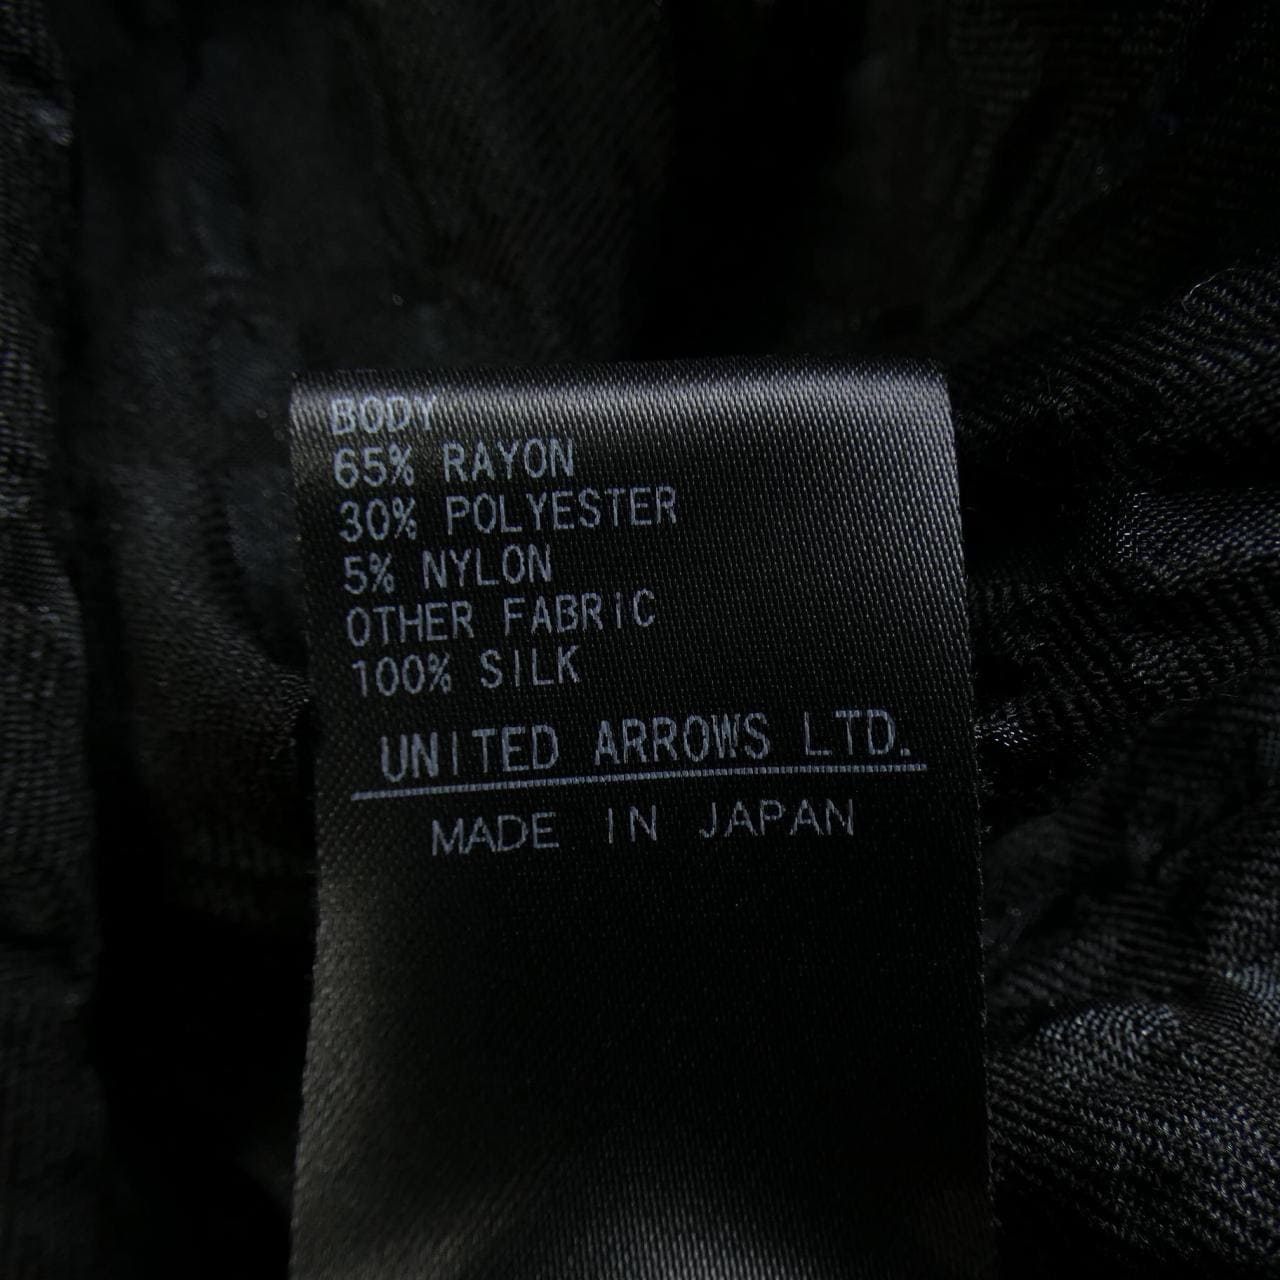 BODY
65% RAYON
30% POLYESTER
5% NYLON
OTHER FABRIC
100% SILK
UNITED ARROWS LTD.
MADE IN JAPAN